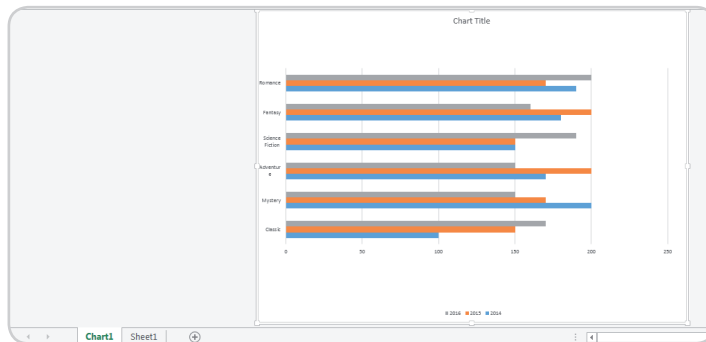 Chart Title
Romance
Fantasy
Science
Fiction
Adventur
e
Mystery
Classic
0 50 100 150 200 250
2016 2015 2014
Chart1 Sheet1